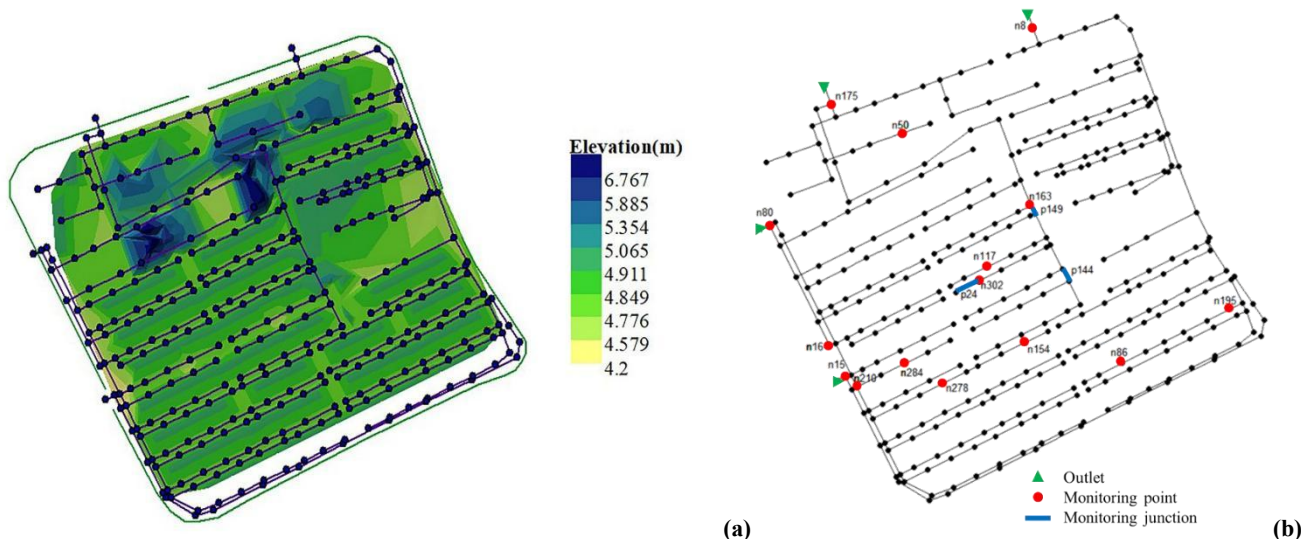 Elevation(m)
6.767
5.885
5.354
5.065
4.911
4.849
4.776
4.579
4.2
(a)
n8
n175
n50
n80
n163
p149
n117
n302
p24
p144
n195
n16
n15
n210
n284
n278
n154
n86
Outlet
Monitoring point
Monitoring junction
(b)